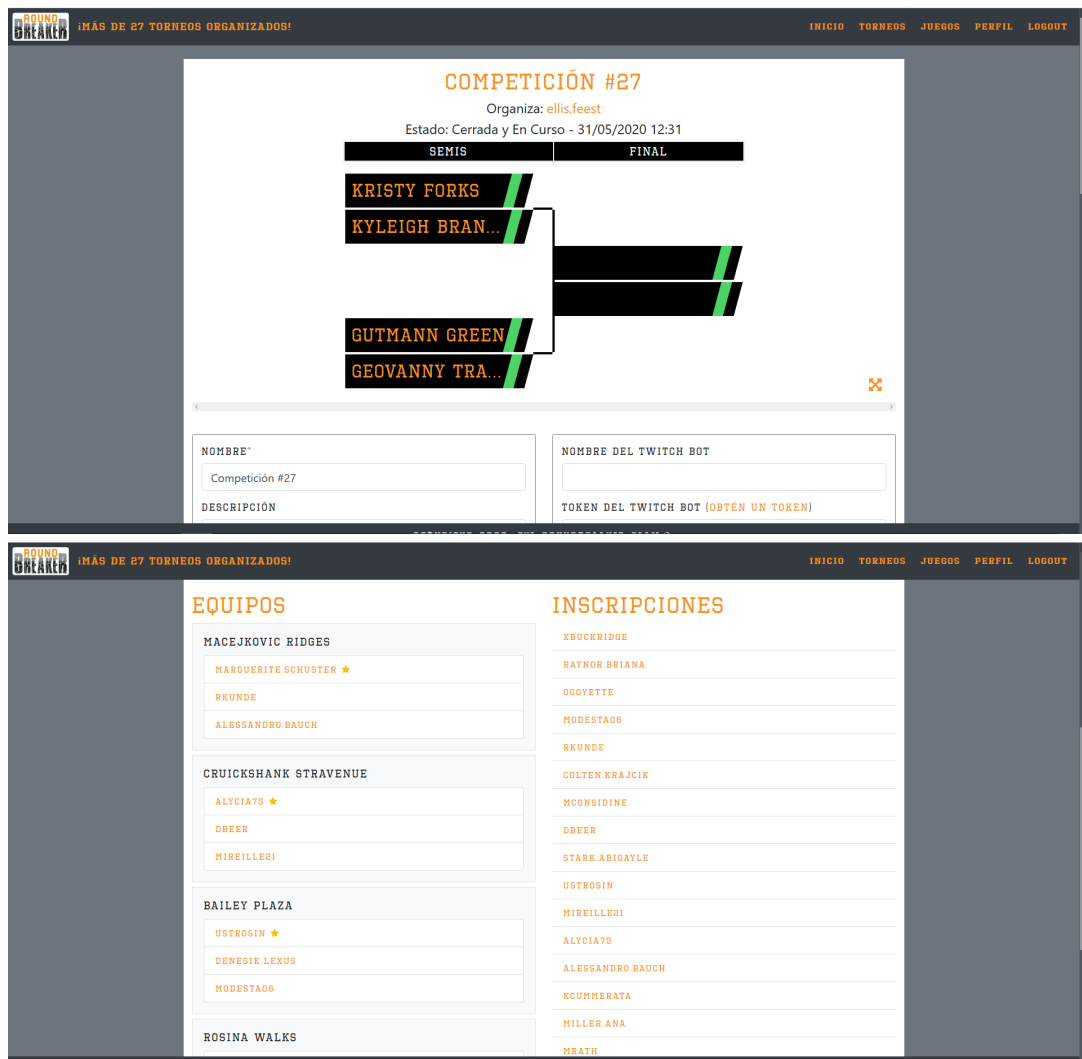 ROUND
BREAKER
¡MÁS DE 27 TORNEOS ORGANIZADOS!
INICIO TORNEOS JUEGOS PERFIL LOGOUT
COMPETICIÓN #27
Organiza: ellis.feest
Estado: Cerrada y En Curso - 31/05/2020 12:31
SEMIS FINAL
KRISTY FORKS
KYLEIGH BRAN...
GUTMANN GREEN
GEOVANNY TRA...
NOMBRE*
Competición #27
DESCRIPCIÓN
NOMBRE DEL TWITCH BOT
TOKEN DEL TWITCH BOT (OBTÉN UN TOKEN)
ROUND
BREAKER
¡MÁS DE 27 TORNEOS ORGANIZADOS!
INICIO TORNEOS JUEGOS PERFIL LOGOUT
EQUIPOS
MACEJKOVIC RIDGES
MARGUERITE.SCHUSTER
RKUNDE
ALESSANDRO.BAUCH
CRUICKSHANK STRAVENUE
ALYCIA75
DBEER
MIREILLE21
BAILEY PLAZA
USTROSIN
DENESIK.LEXUS
MODESTA06
ROSINA WALKS
INSCRIPCIONES
XBUCKRIDGE
RAYNOR.BRIANA
OGOYETTE
MODESTA06
RKUNDE
COLTEN.KRAJCIK
MCONSIDINE
DBEER
STARK.ABIGAYLE
USTROSIN
MIREILLE21
ALYCIA75
ALESSANDRO.BAUCH
KCUMMERATA
MILLER.ANA
MRATH